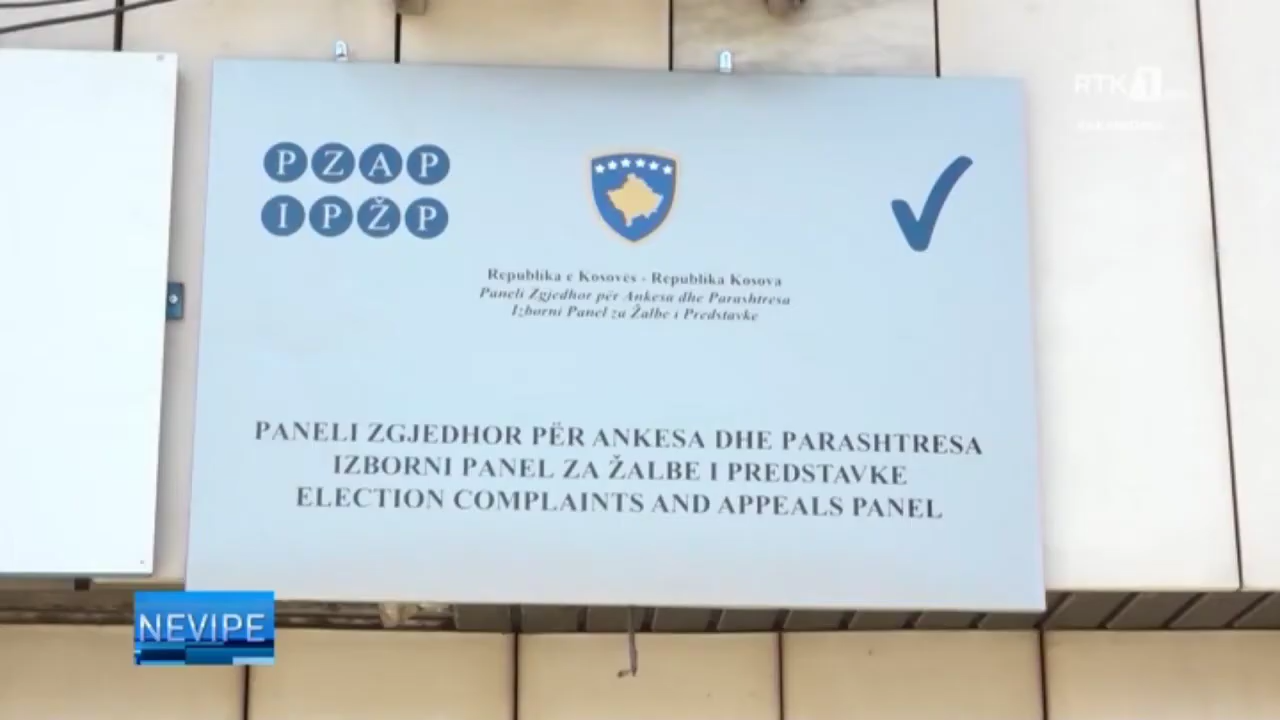 RTK 1
PZAP
IPŽP
Republika e Kosovës - Republika Kosova
Paneli Zgjedhor për Ankesa dhe Parashtresa
Izborni Panel za Žalbe i Predstavke
PANELI ZGJEDHOR PËR ANKESA DHE PARASHTRESA
IZBORNI PANEL ZA ŽALBE I PREDSTAVKE
ELECTION COMPLAINTS AND APPEALS PANEL
NEVIPE